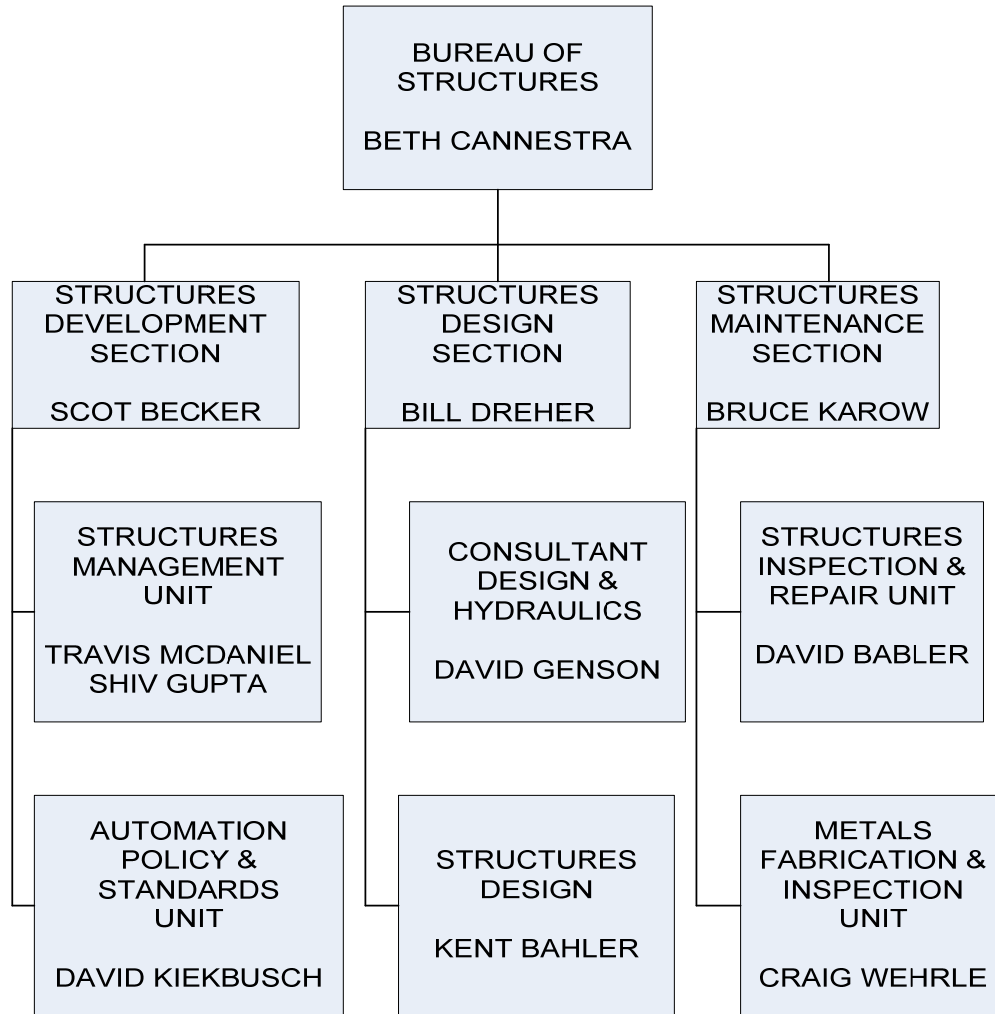 BUREAU OF
STRUCTURES
BETH CANNESTRA
STRUCTURES
DEVELOPMENT
SECTION
SCOT BECKER
STRUCTURES
DESIGN
SECTION
BILL DREHER
STRUCTURES
MAINTENANCE
SECTION
BRUCE KAROW
STRUCTURES
MANAGEMENT
UNIT
TRAVIS MCDANIEL
SHIV GUPTA
CONSULTANT
DESIGN &
HYDRAULICS
DAVID GENSON
STRUCTURES
INSPECTION &
REPAIR UNIT
DAVID BABLER
AUTOMATION
POLICY &
STANDARDS
UNIT
DAVID KIEKBUSCH
STRUCTURES
DESIGN
KENT BAHLER
METALS
FABRICATION &
INSPECTION
UNIT
CRAIG WEHRLE